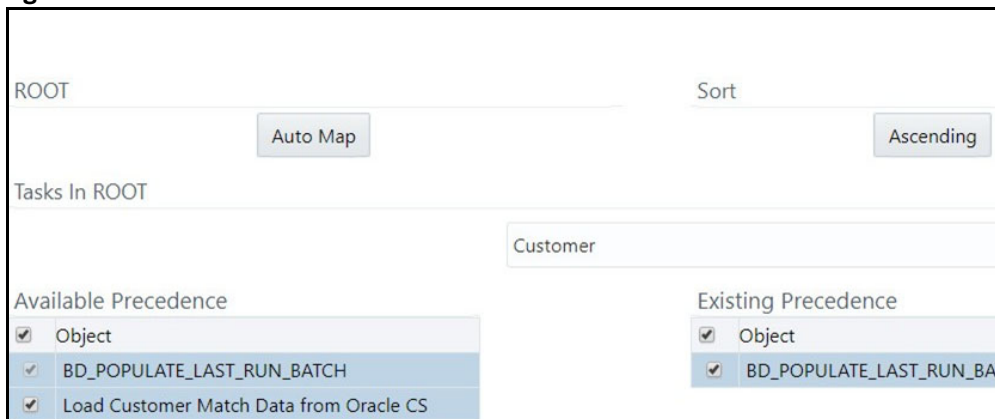 ROOT
Sort
Auto Map
Ascending
Tasks In ROOT
Customer
Available Precedence
Existing Precedence
Object
Object
BD_POPULATE_LAST_RUN_BATCH
BD_POPULATE_LAST_RUN_BA
Load Customer Match Data from Oracle CS